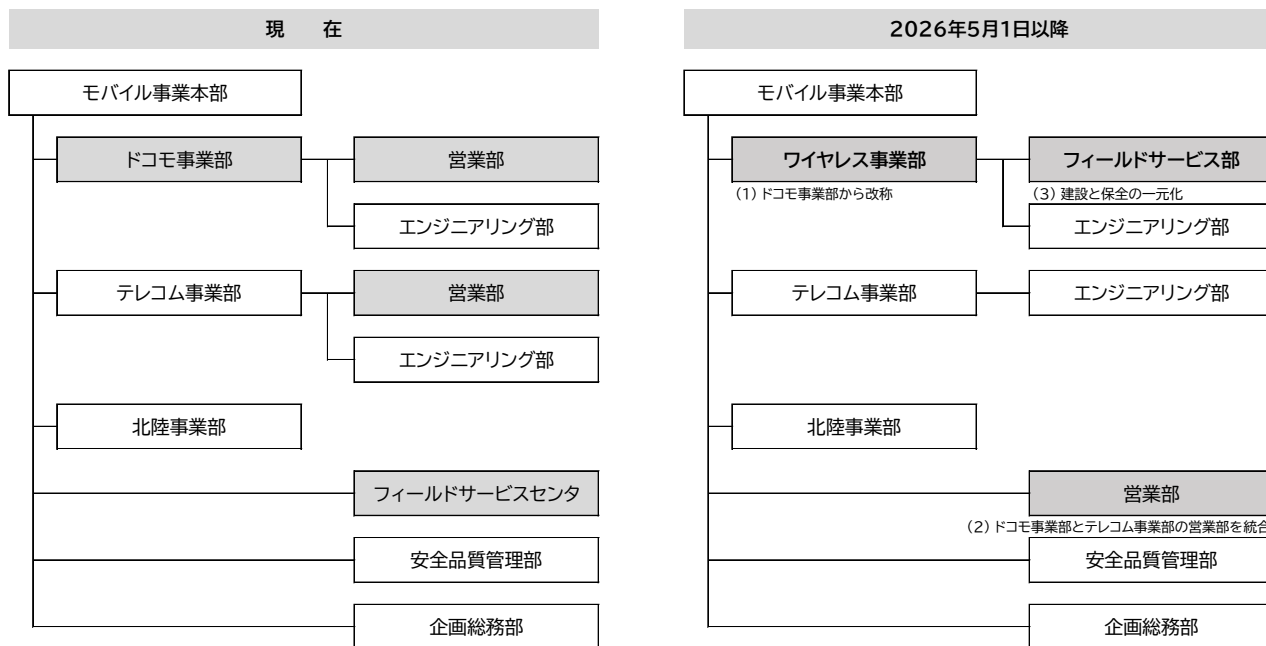 現　在
モバイル事業本部
ドコモ事業部
営業部
エンジニアリング部
テレコム事業部
営業部
エンジニアリング部
北陸事業部
フィールドサービスセンタ
安全品質管理部
企画総務部
2026年5月1日以降
モバイル事業本部
ワイヤレス事業部
フィールドサービス部
（1）ドコモ事業部から改称
（3）建設と保全の一元化
エンジニアリング部
テレコム事業部
エンジニアリング部
北陸事業部
営業部
（2）ドコモ事業部とテレコム事業部の営業部を統合
安全品質管理部
企画総務部